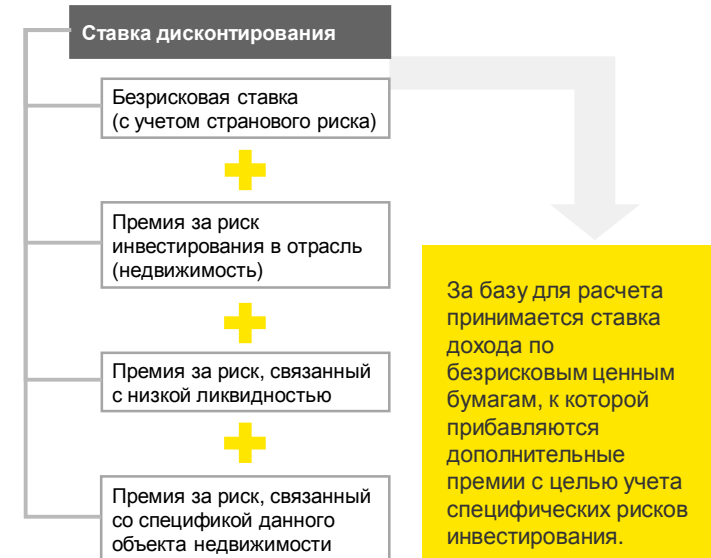 Ставка дисконтирования
Безрисковая ставка
(с учетом странового риска)
Премия за риск
инвестирования в отрасль
(недвижимость)
Премия за риск, связанный
с низкой ликвидностью
Премия за риск, связанный
со спецификой данного
объекта недвижимости
За базу для расчета
принимается ставка
дохода по
безрисковым ценным
бумагам, к которой
прибавляются
дополнительные
премии с целью учета
специфических рисков
инвестирования.